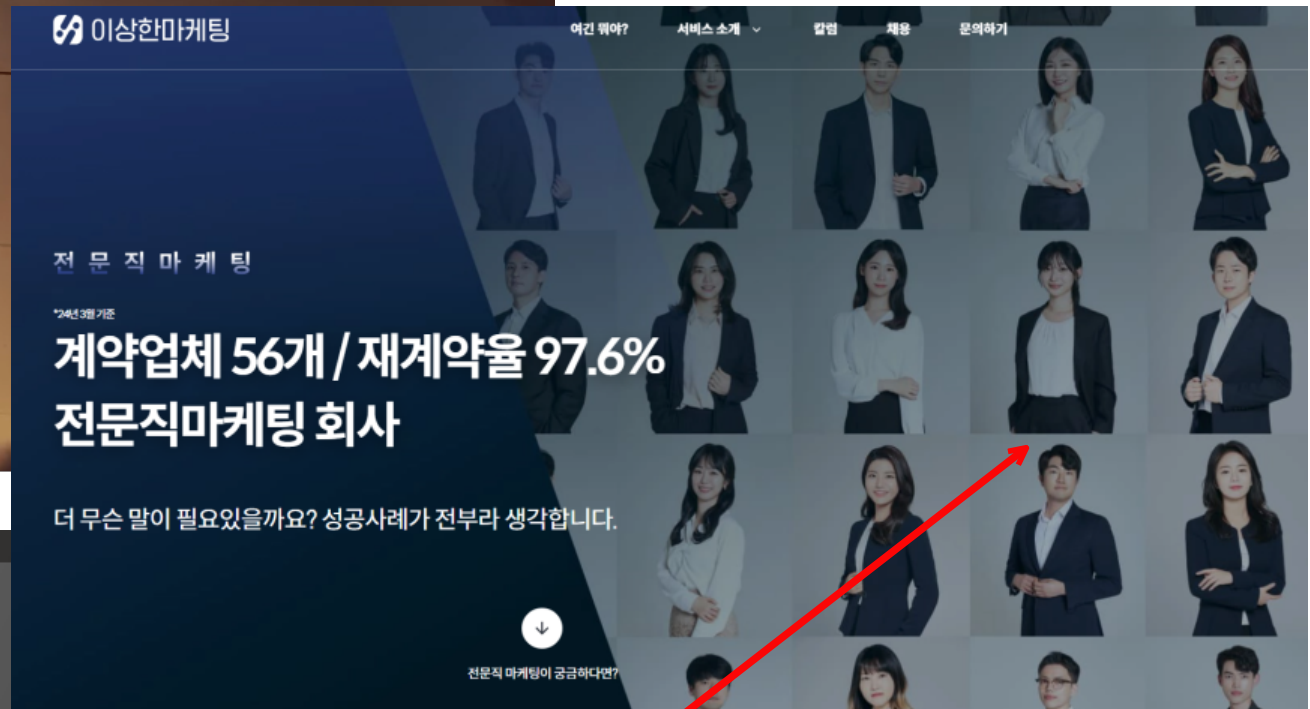 이상한마케팅
여긴 뭐야?
서비스 소개
칼럼
채용
문의하기
전문직마케팅
*24년 3월 기준
계약업체 56개 / 재계약율 97.6%
전문직마케팅 회사
더 무슨 말이 필요있을까요? 성공사례가 전부라 생각합니다.
전문직 마케팅이 궁금하다면?